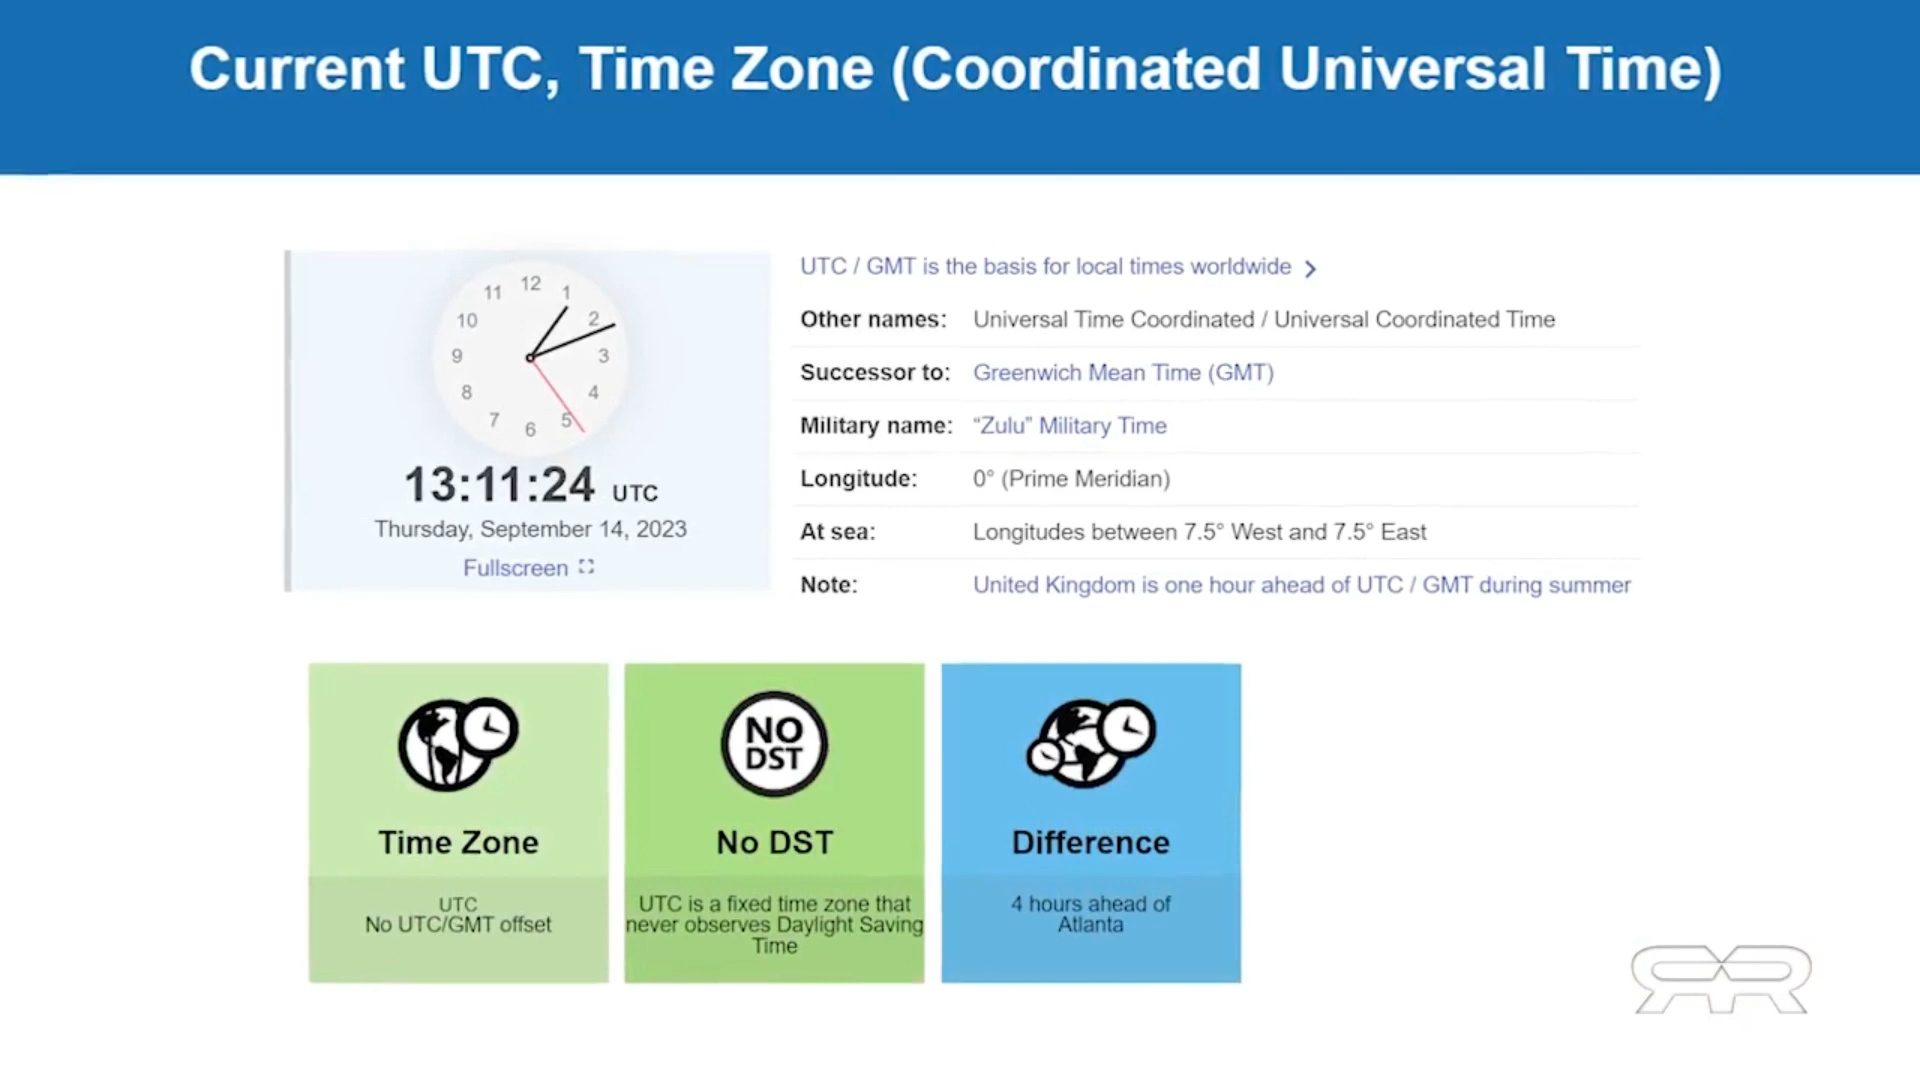 Current UTC, Time Zone (Coordinated Universal Time)
12
11
1
10
2
9
3
8
4
7
5
6
13:11:24 UTC
Thursday, September 14, 2023
Fullscreen
UTC / GMT is the basis for local times worldwide
Other names: Universal Time Coordinated / Universal Coordinated Time
Successor to: Greenwich Mean Time (GMT)
Military name: “Zulu” Military Time
Longitude: 0° (Prime Meridian)
At sea: Longitudes between 7.5° West and 7.5° East
Note: United Kingdom is one hour ahead of UTC / GMT during summer
Time Zone
UTC
No UTC/GMT offset
NO
DST
No DST
UTC is a fixed time zone that
never observes Daylight Saving
Time
Difference
4 hours ahead of
Atlanta
RR